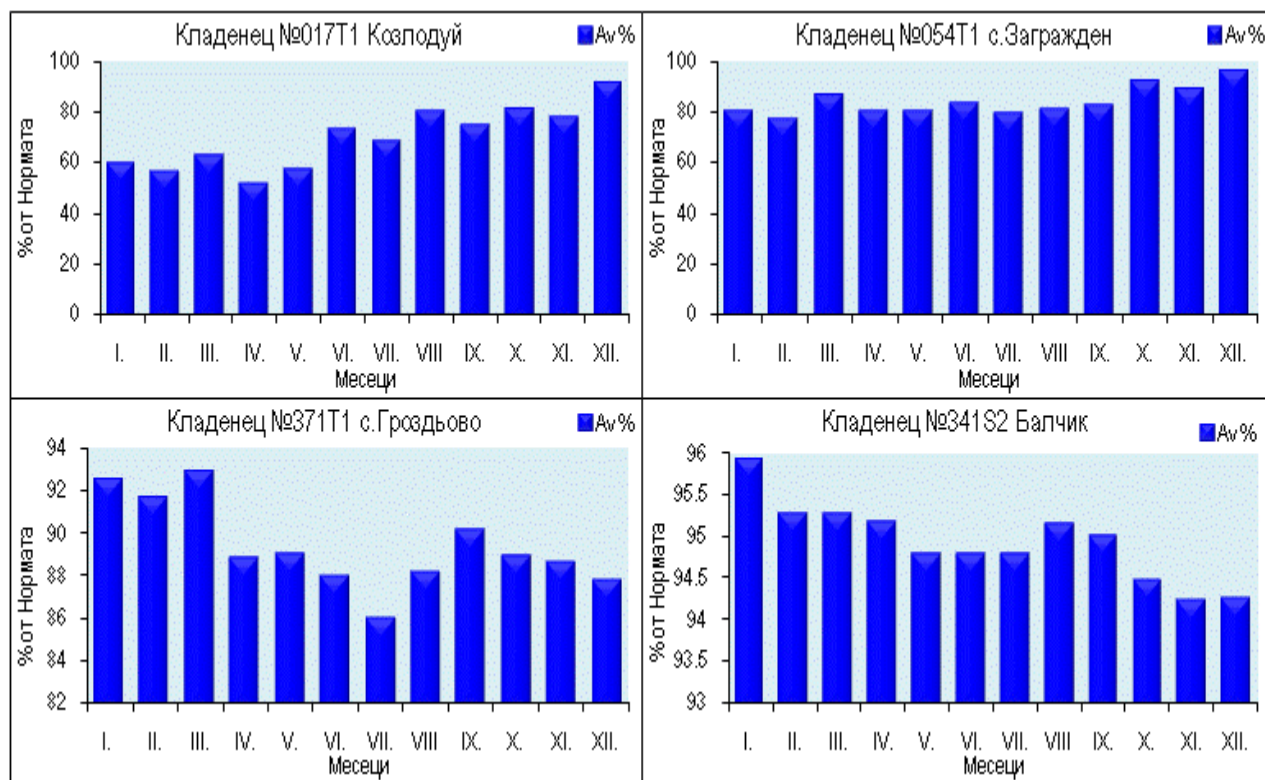 Кладенец №017Т1 Козлодуй
Av%
% от Нормата
100
80
60
40
20
0
I. II. III. IV. V. VI. VII. VIII IX. X. XI. XII.
Месеци
Кладенец №054Т1 с.Загражден
Av%
% от Нормата
100
80
60
40
20
0
I. II. III. IV. V. VI. VII. VIII IX. X. XI. XII.
Месеци
Кладенец №371Т1 с.Гроздьово
Av%
% от Нормата
94
92
90
88
86
84
82
I. II. III. IV. V. VI. VII. VIII IX. X. XI. XII.
Месеци
Кладенец №341S2 Балчик
Av%
% от Нормата
96
95.5
95
94.5
94
93.5
93
I. II. III. IV. V. VI. VII. VIII IX. X. XI. XII.
Месеци